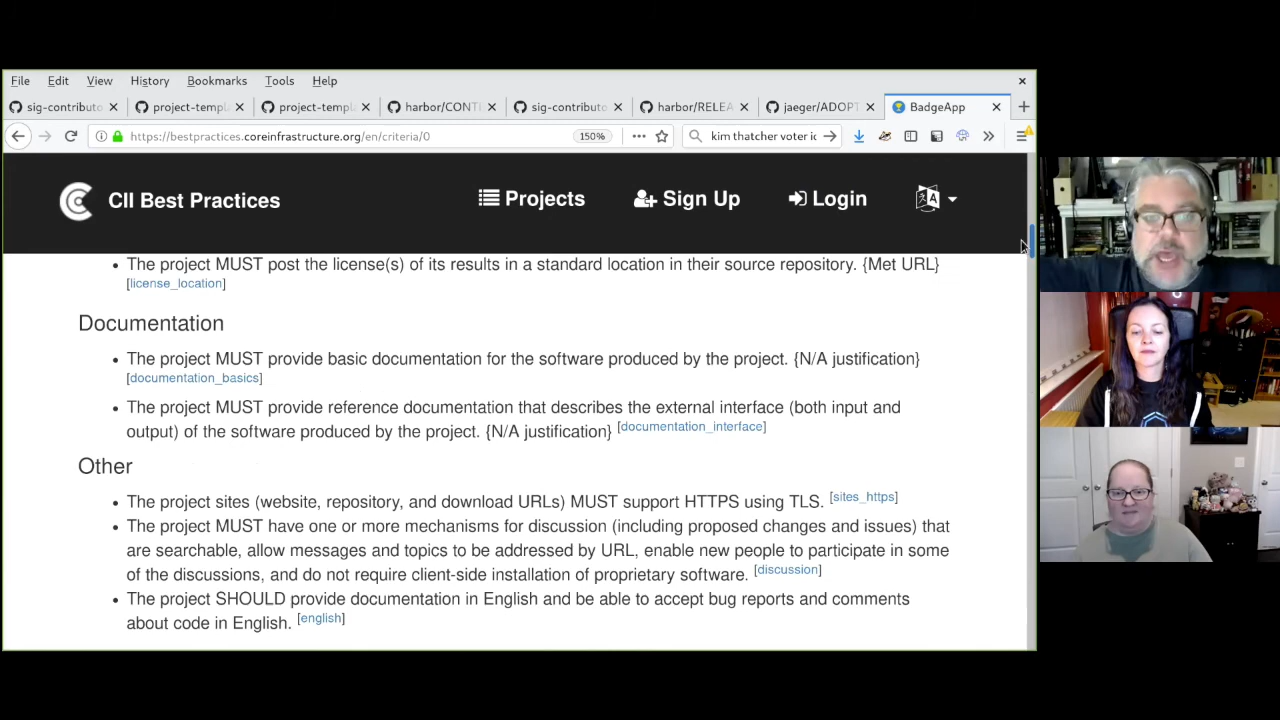 File Edit View History Bookmarks Tools Help
sig-contributo project-templ project-templ harbor/CONT sig-contributo harbor/RELEA jaeger/ADOPT BadgeApp
https://bestpractices.coreinfrastructure.org/en/criteria/0 150% kim thatcher voter ic
CII Best Practices Projects Sign Up Login
The project MUST post the license(s) of its results in a standard location in their source repository. {Met URL}
[license_location]
Documentation
The project MUST provide basic documentation for the software produced by the project. {N/A justification}
[documentation_basics]
The project MUST provide reference documentation that describes the external interface (both input and
output) of the software produced by the project. {N/A justification} [documentation_interface]
Other
The project sites (website, repository, and download URLs) MUST support HTTPS using TLS. [sites_https]
The project MUST have one or more mechanisms for discussion (including proposed changes and issues) that
are searchable, allow messages and topics to be addressed by URL, enable new people to participate in some
of the discussions, and do not require client-side installation of proprietary software. [discussion]
The project SHOULD provide documentation in English and be able to accept bug reports and comments
about code in English. [english]